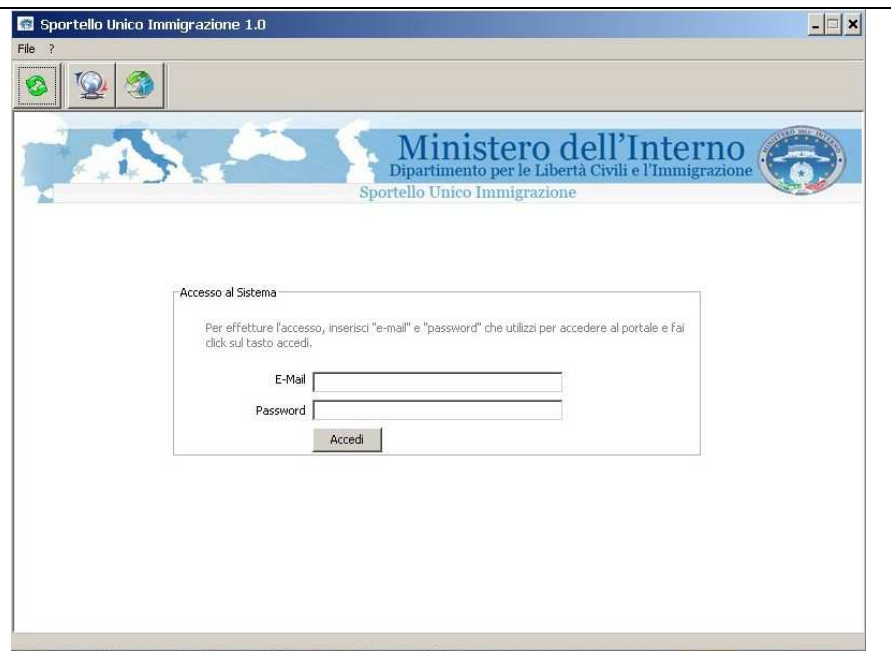 Sportello Unico Immigrazione 1.0
File ?
Ministero dell'Interno
Dipartimento per le Libertà Civili e l'Immigrazione
Sportello Unico Immigrazione
Accesso al Sistema
Per effetture l'accesso, inserisci "e-mail" e "password" che utilizzi per accedere al portale e fai
click sul tasto accedi.
E-Mail
Password
Accedi